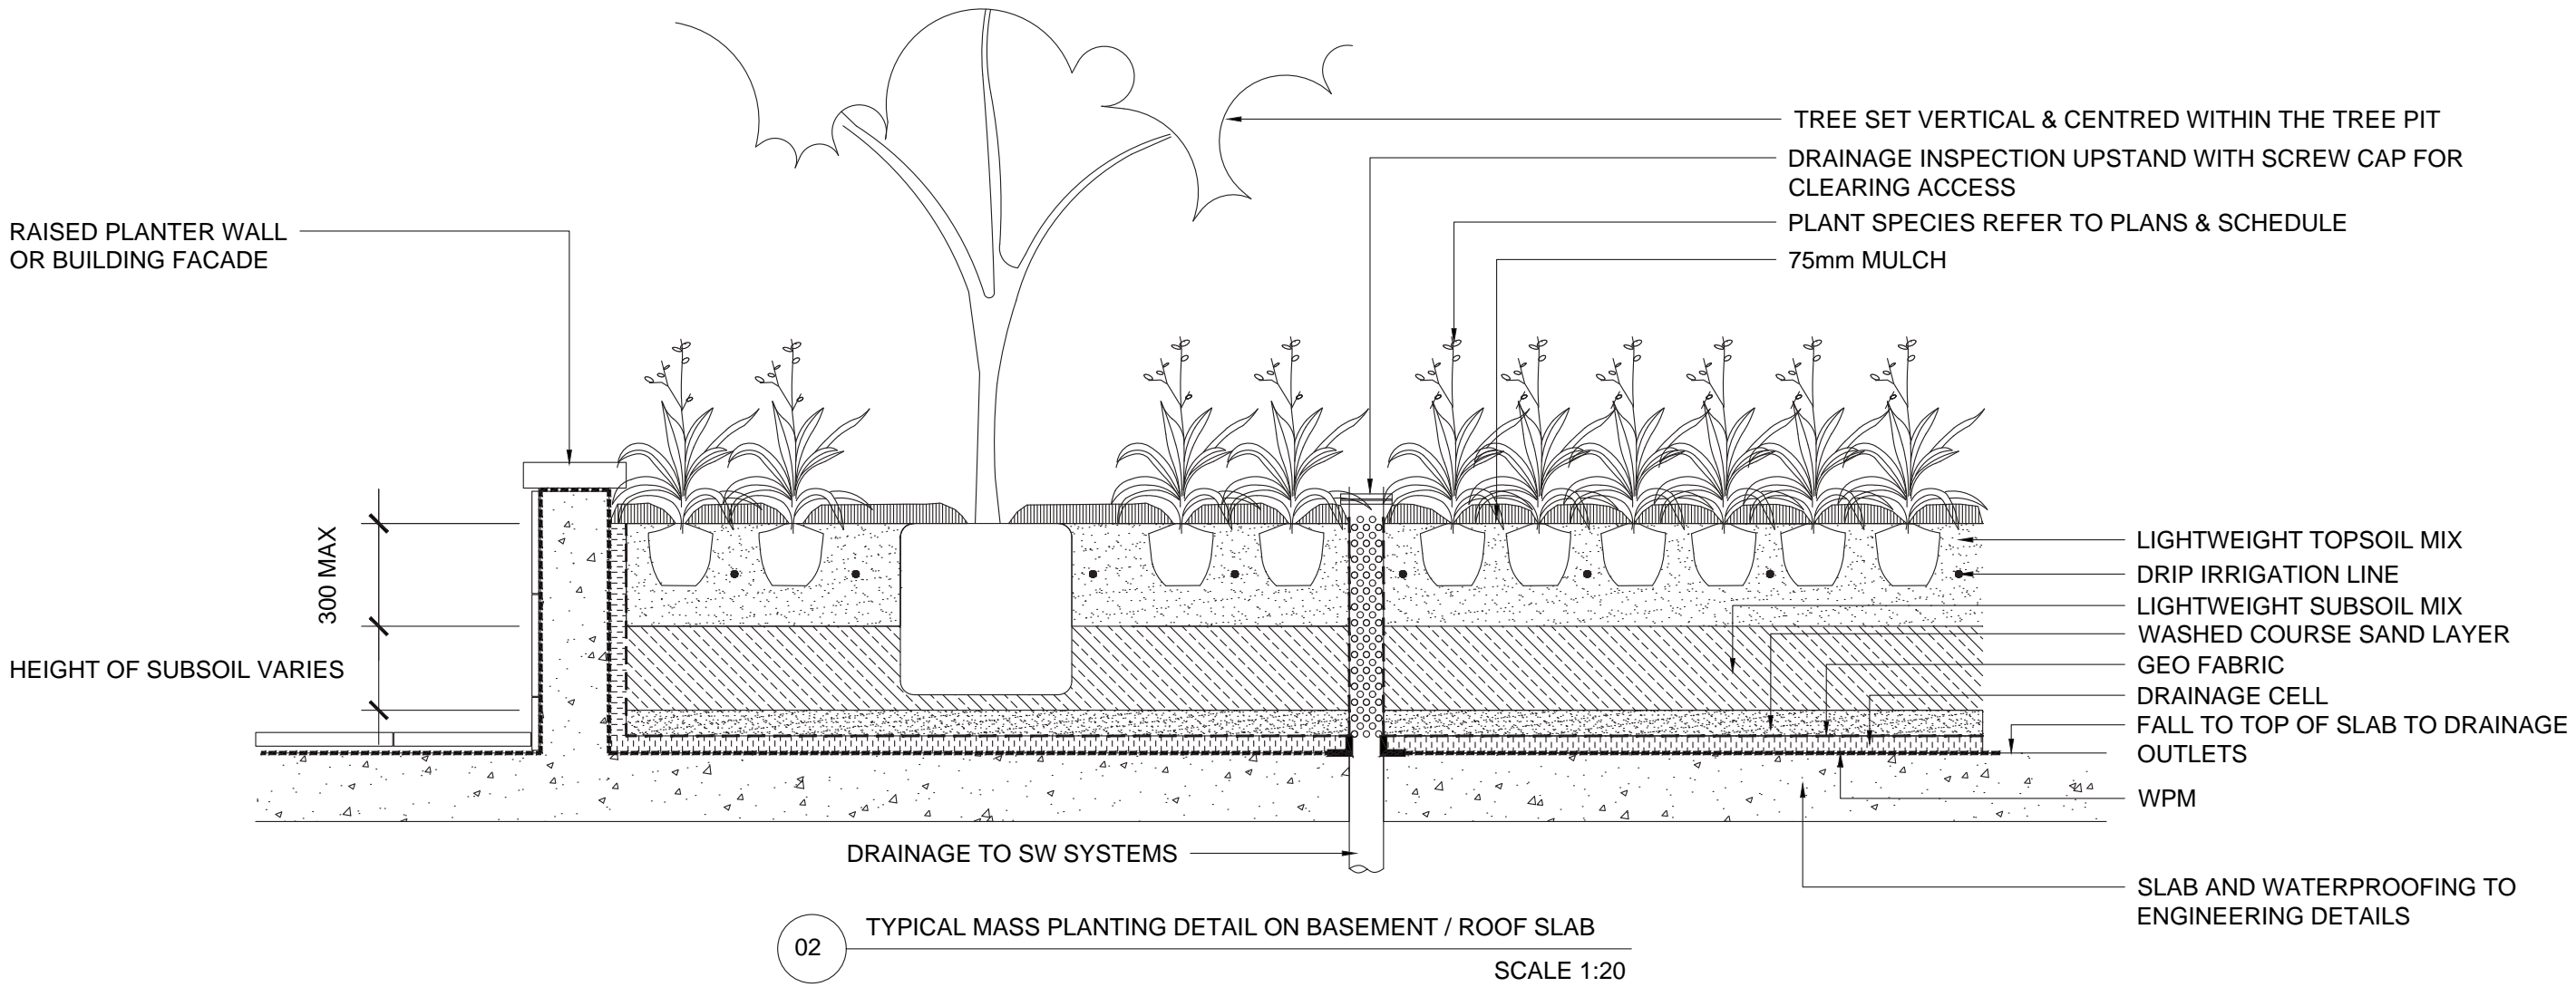 TREE SET VERTICAL & CENTRED WITHIN THE TREE PIT
DRAINAGE INSPECTION UPSTAND WITH SCREW CAP FOR
CLEARING ACCESS
PLANT SPECIES REFER TO PLANS & SCHEDULE
75mm MULCH
RAISED PLANTER WALL
OR BUILDING FACADE
300 MAX
HEIGHT OF SUBSOIL VARIES
LIGHTWEIGHT TOPSOIL MIX
DRIP IRRIGATION LINE
LIGHTWEIGHT SUBSOIL MIX
WASHED COURSE SAND LAYER
GEO FABRIC
DRAINAGE CELL
FALL TO TOP OF SLAB TO DRAINAGE
OUTLETS
WPM
SLAB AND WATERPROOFING TO
ENGINEERING DETAILS
DRAINAGE TO SW SYSTEMS
02
TYPICAL MASS PLANTING DETAIL ON BASEMENT / ROOF SLAB
SCALE 1:20